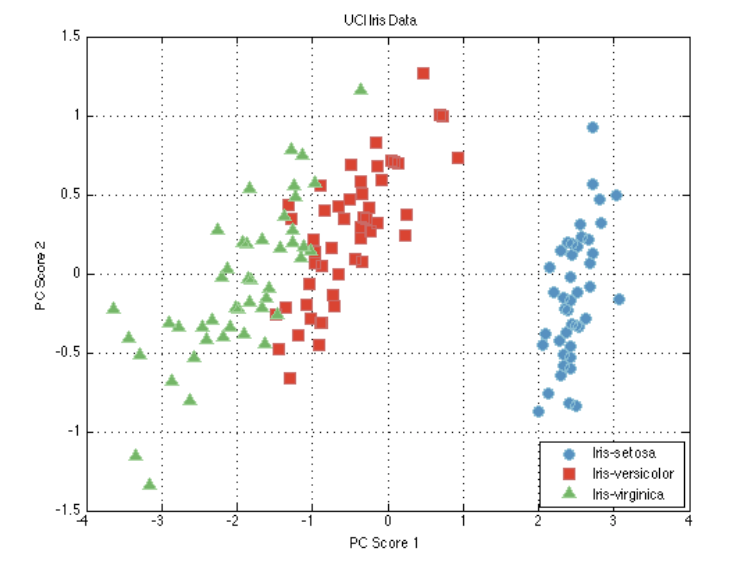 UCI Iris Data
1.5
1
0.5
0
-0.5
-1
-1.5
PC Score 2
-4 -3 -2 -1 0 1 2 3 4
PC Score 1
Iris-setosa
Iris-versicolor
Iris-virginica